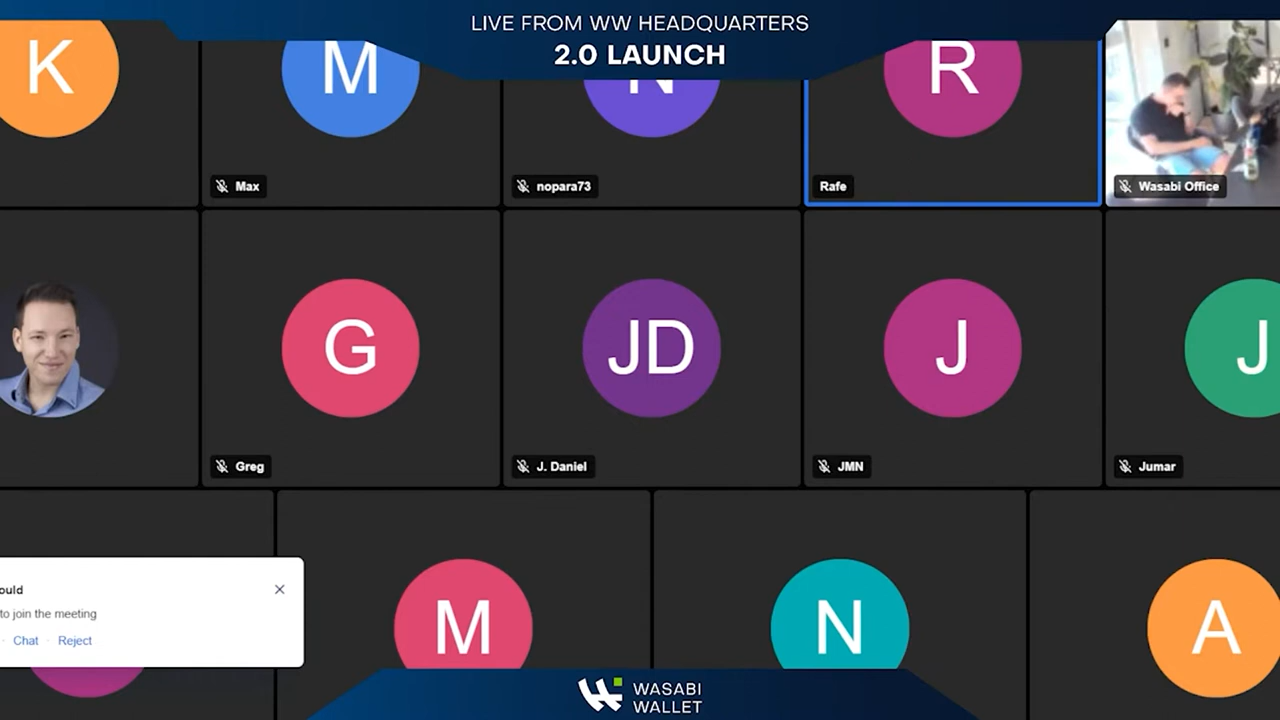 LIVE FROM WW HEADQUARTERS
2.0 LAUNCH
K
M
N
R
Max
nopara73
Rafe
Wasabi Office
G
JD
J
J
Greg
J. Daniel
JMN
Jumar
ould
to join the meeting
Chat
Reject
M
N
A
WASABI
WALLET